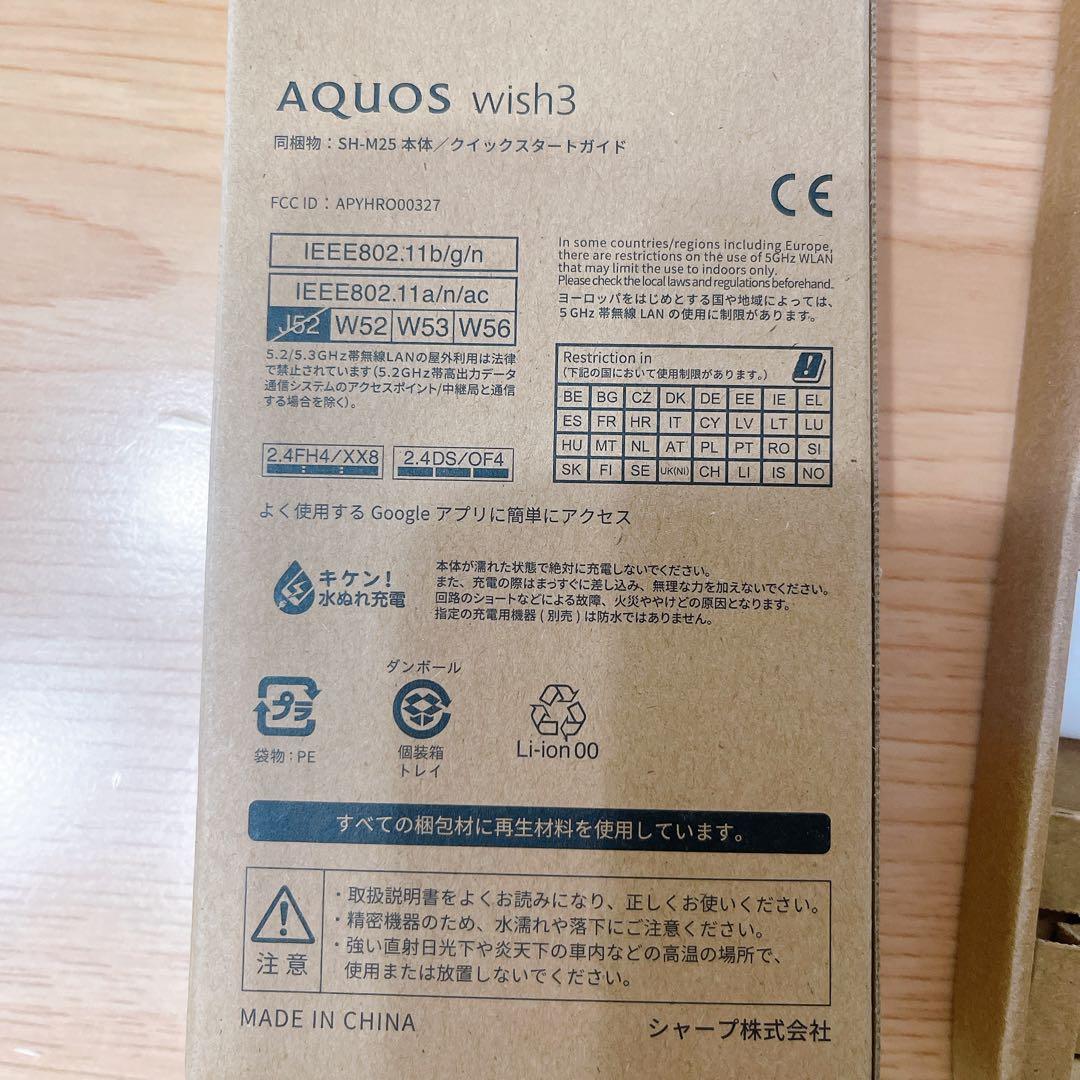 AQUOS wish3
同梱物：SH-M25 本体／クイックスタートガイド
FCC ID：APYHRO00327
CE
IEEE802.11b/g/n
IEEE802.11a/n/ac
J52 W52 W53 W56
5.2/5.3GHz帯無線LANの屋外利用は法律
で禁止されています(5.2GHz帯高出力データ
通信システムのアクセスポイント/中継局と通信
する場合を除く)。
In some countries/regions including Europe,
there are restrictions on the use of 5GHz WLAN
that may limit the use to indoors only.
Please check the local laws and regulations beforehand.
ヨーロッパをはじめとする国や地域によっては、
5GHz 帯無線 LAN の使用に制限があります。
Restriction in
(下記の国において使用制限があります。)
BE BG CZ DK DE EE IE EL
ES FR HR IT CY LV LT LU
HU MT NL AT PL PT RO SI
SK FI SE UK(NI) CH LI IS NO
2.4FH4/XX8
2.4DS/OF4
よく使用する Google アプリに簡単にアクセス
キケン！
水ぬれ充電
本体が濡れた状態で絶対に充電しないでください。
また、充電の際はまっすぐに差し込み、無理な力を加えないでください。
回路のショートなどによる故障、火災ややけどの原因となります。
指定の充電用機器 ( 別売 ) は防水ではありません。
プラ
袋物：PE
ダンボール
個装箱
トレイ
Li-ion 00
すべての梱包材に再生材料を使用しています。
注意
・取扱説明書をよくお読みになり、正しくお使いください。
・精密機器のため、水濡れや落下にご注意ください。
・強い直射日光下や炎天下の車内などの高温の場所で、
使用または放置しないでください。
MADE IN CHINA
シャープ株式会社